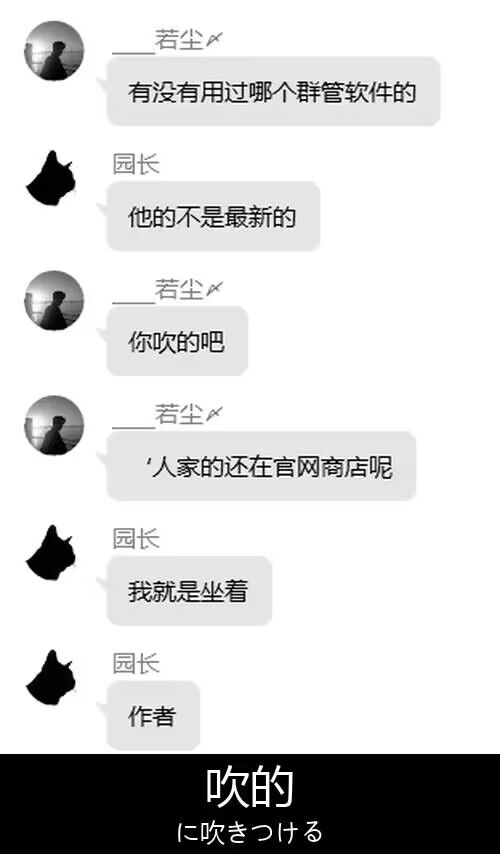 ____若尘〆
有没有用过哪个群管软件的
园长
他的不是最新的
____若尘〆
你吹的吧
____若尘〆
‘人家的还在官网商店呢
园长
我就是坐着
园长
作者
吹的
に吹きつける